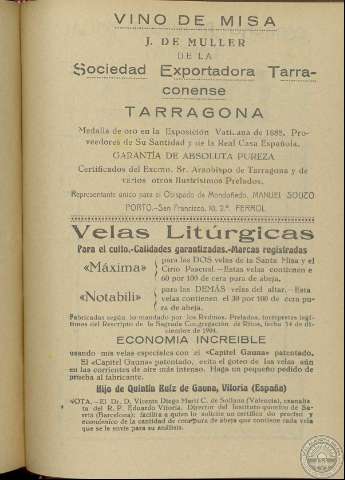 VINO DE MISA
J. DE MULLER
DE LA
Sociedad Exportadora Tarra-
conense
TARRAGONA
Medalla de oro en la Exposición Vaticana de 1888. Pro-
veedores de Su Santidad y de la Real Casa Española.
GARANTÍA DE ABSOLUTA PUREZA
Certificados del Excmo. Sr. Arzobispo de Tarragona y de
varios otros Ilustrísimos Prelados.
Representante único para el Obispado de Mondoñedo. MANUEL SOUZO
PORTO.-San Francisco, 10, 2.º FERROL
Velas Litúrgicas
Para el culto.-Calidades garantizadas.-Marcas registradas
«Máxima» para las DOS velas de la Santa Misa y el
Cirio Pascual.—Estas velas contienen e
60 por 100 de cera pura de abeja.
«Notabili» para las DEMÁS velas del altar.—Esta
velas contienen el 30 por 100 de cera pu-
ra de abeja.
Fabricadas según lo mandado por los Rvdmos. Prelados, intérpretes legí-
timos del Rescripto de la Sagrada Congregación de Ritos, fecha 14 de di-
ciembre de 1904.
ECONOMIA INCREIBLE
usando mis velas especiales con el «Capitel Gauna» patentado.
El «Capitel Gauna» patentado, evita el goteo de las velas aún
en las corrientes de aire más intenso. Haga un pequeño pedido de
prueba al fabricante.
Hijo de Quintín Ruiz de Gauna, Vitoria (España)
NOTA.—El Dr. D. Vicente Diego Martí C. de Sollana (Valencia), exanalis-
ta del R. P. Eduardo Vitoria, Director del Instituto químico de Sa-
rriá (Barcelona): facilita a quien lo solicite un certifico do prueba y
económico de la cantidad de cera pura de abeja que contiene cada vela
que se le envíe para su análisis.